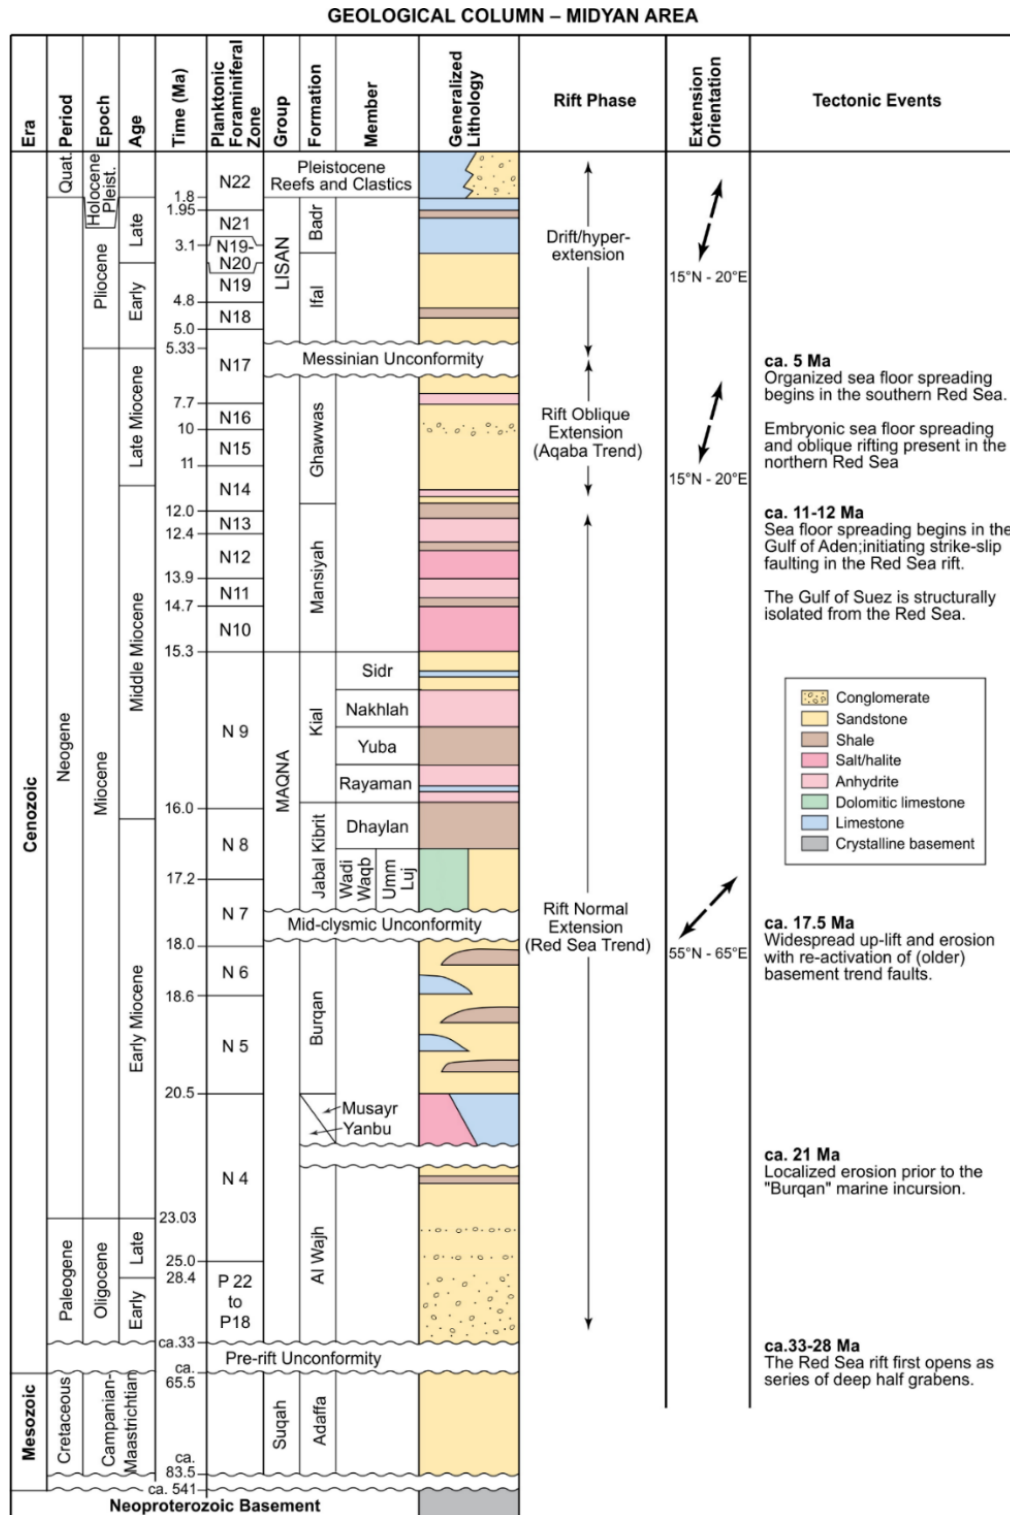 GEOLOGICAL COLUMN – MIDYAN AREA
Era
Period
Epoch
Age
Time (Ma)
Planktonic
Foraminiferal
Zone
Group
Formation
Member
Generalized
Lithology
Rift Phase
Extension
Orientation
Tectonic Events
Cenozoic
Mesozoic
Quat.
Neogene
Paleogene
Cretaceous
Holocene
Pleist.
Pliocene
Miocene
Oligocene
Campanian-
Maastrichtian
Late
Early
Late Miocene
Middle Miocene
Early Miocene
Late
Early
1.8
1.95
3.1
4.8
5.0
5.33
7.7
10
11
12.0
12.4
13.9
14.7
15.3
16.0
17.2
18.0
18.6
20.5
23.03
25.0
28.4
ca.33
ca.
65.5
ca.
83.5
ca. 541
N22
N21
N19-
N20
N19
N18
N17
N16
N15
N14
N13
N12
N11
N10
N 9
N 8
N 7
N 6
N 5
N 4
P 22
to
P18
Pleistocene
Reefs and Clastics
LISAN
Badr
Ifal
Messinian Unconformity
Ghawwas
Mansiyah
MAQNA
Kial
Sidr
Nakhlah
Yuba
Rayaman
Jabal Kibrit
Dhaylan
Wadi
Waqb
Umm
Luj
Mid-clysmic Unconformity
Burqan
Musayr
Yanbu
Al Wajh
Pre-rift Unconformity
Suqah
Adaffa
Neoproterozoic Basement
Drift/hyper-
extension
Rift Oblique
Extension
(Aqaba Trend)
Rift Normal
Extension
(Red Sea Trend)
15°N - 20°E
15°N - 20°E
55°N - 65°E
ca. 5 Ma
Organized sea floor spreading
begins in the southern Red Sea.
Embryonic sea floor spreading
and oblique rifting present in the
northern Red Sea
ca. 11-12 Ma
Sea floor spreading begins in the
Gulf of Aden;initiating strike-slip
faulting in the Red Sea rift.
The Gulf of Suez is structurally
isolated from the Red Sea.
Conglomerate
Sandstone
Shale
Salt/halite
Anhydrite
Dolomitic limestone
Limestone
Crystalline basement
ca. 17.5 Ma
Widespread up-lift and erosion
with re-activation of (older)
basement trend faults.
ca. 21 Ma
Localized erosion prior to the
"Burqan" marine incursion.
ca.33-28 Ma
The Red Sea rift first opens as
series of deep half grabens.